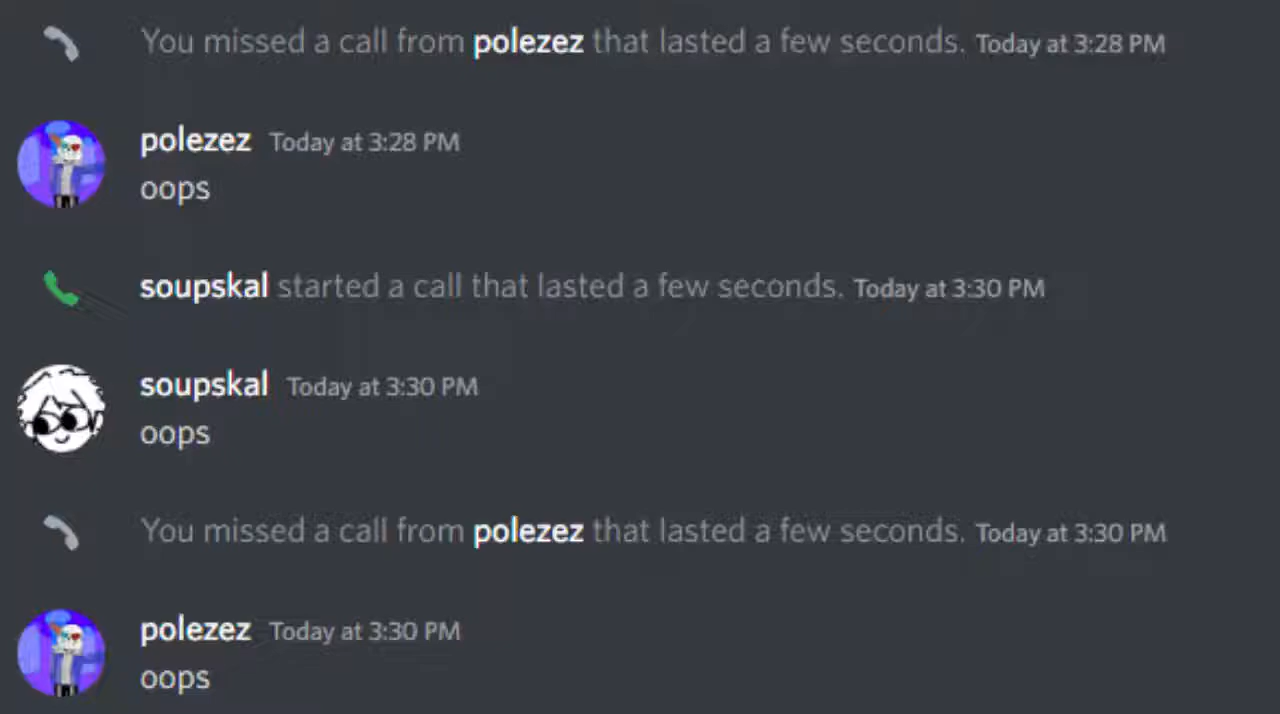 You missed a call from polezez that lasted a few seconds. Today at 3:28 PM
polezez Today at 3:28 PM
oops
soupskal started a call that lasted a few seconds. Today at 3:30 PM
soupskal Today at 3:30 PM
oops
You missed a call from polezez that lasted a few seconds. Today at 3:30 PM
polezez Today at 3:30 PM
oops